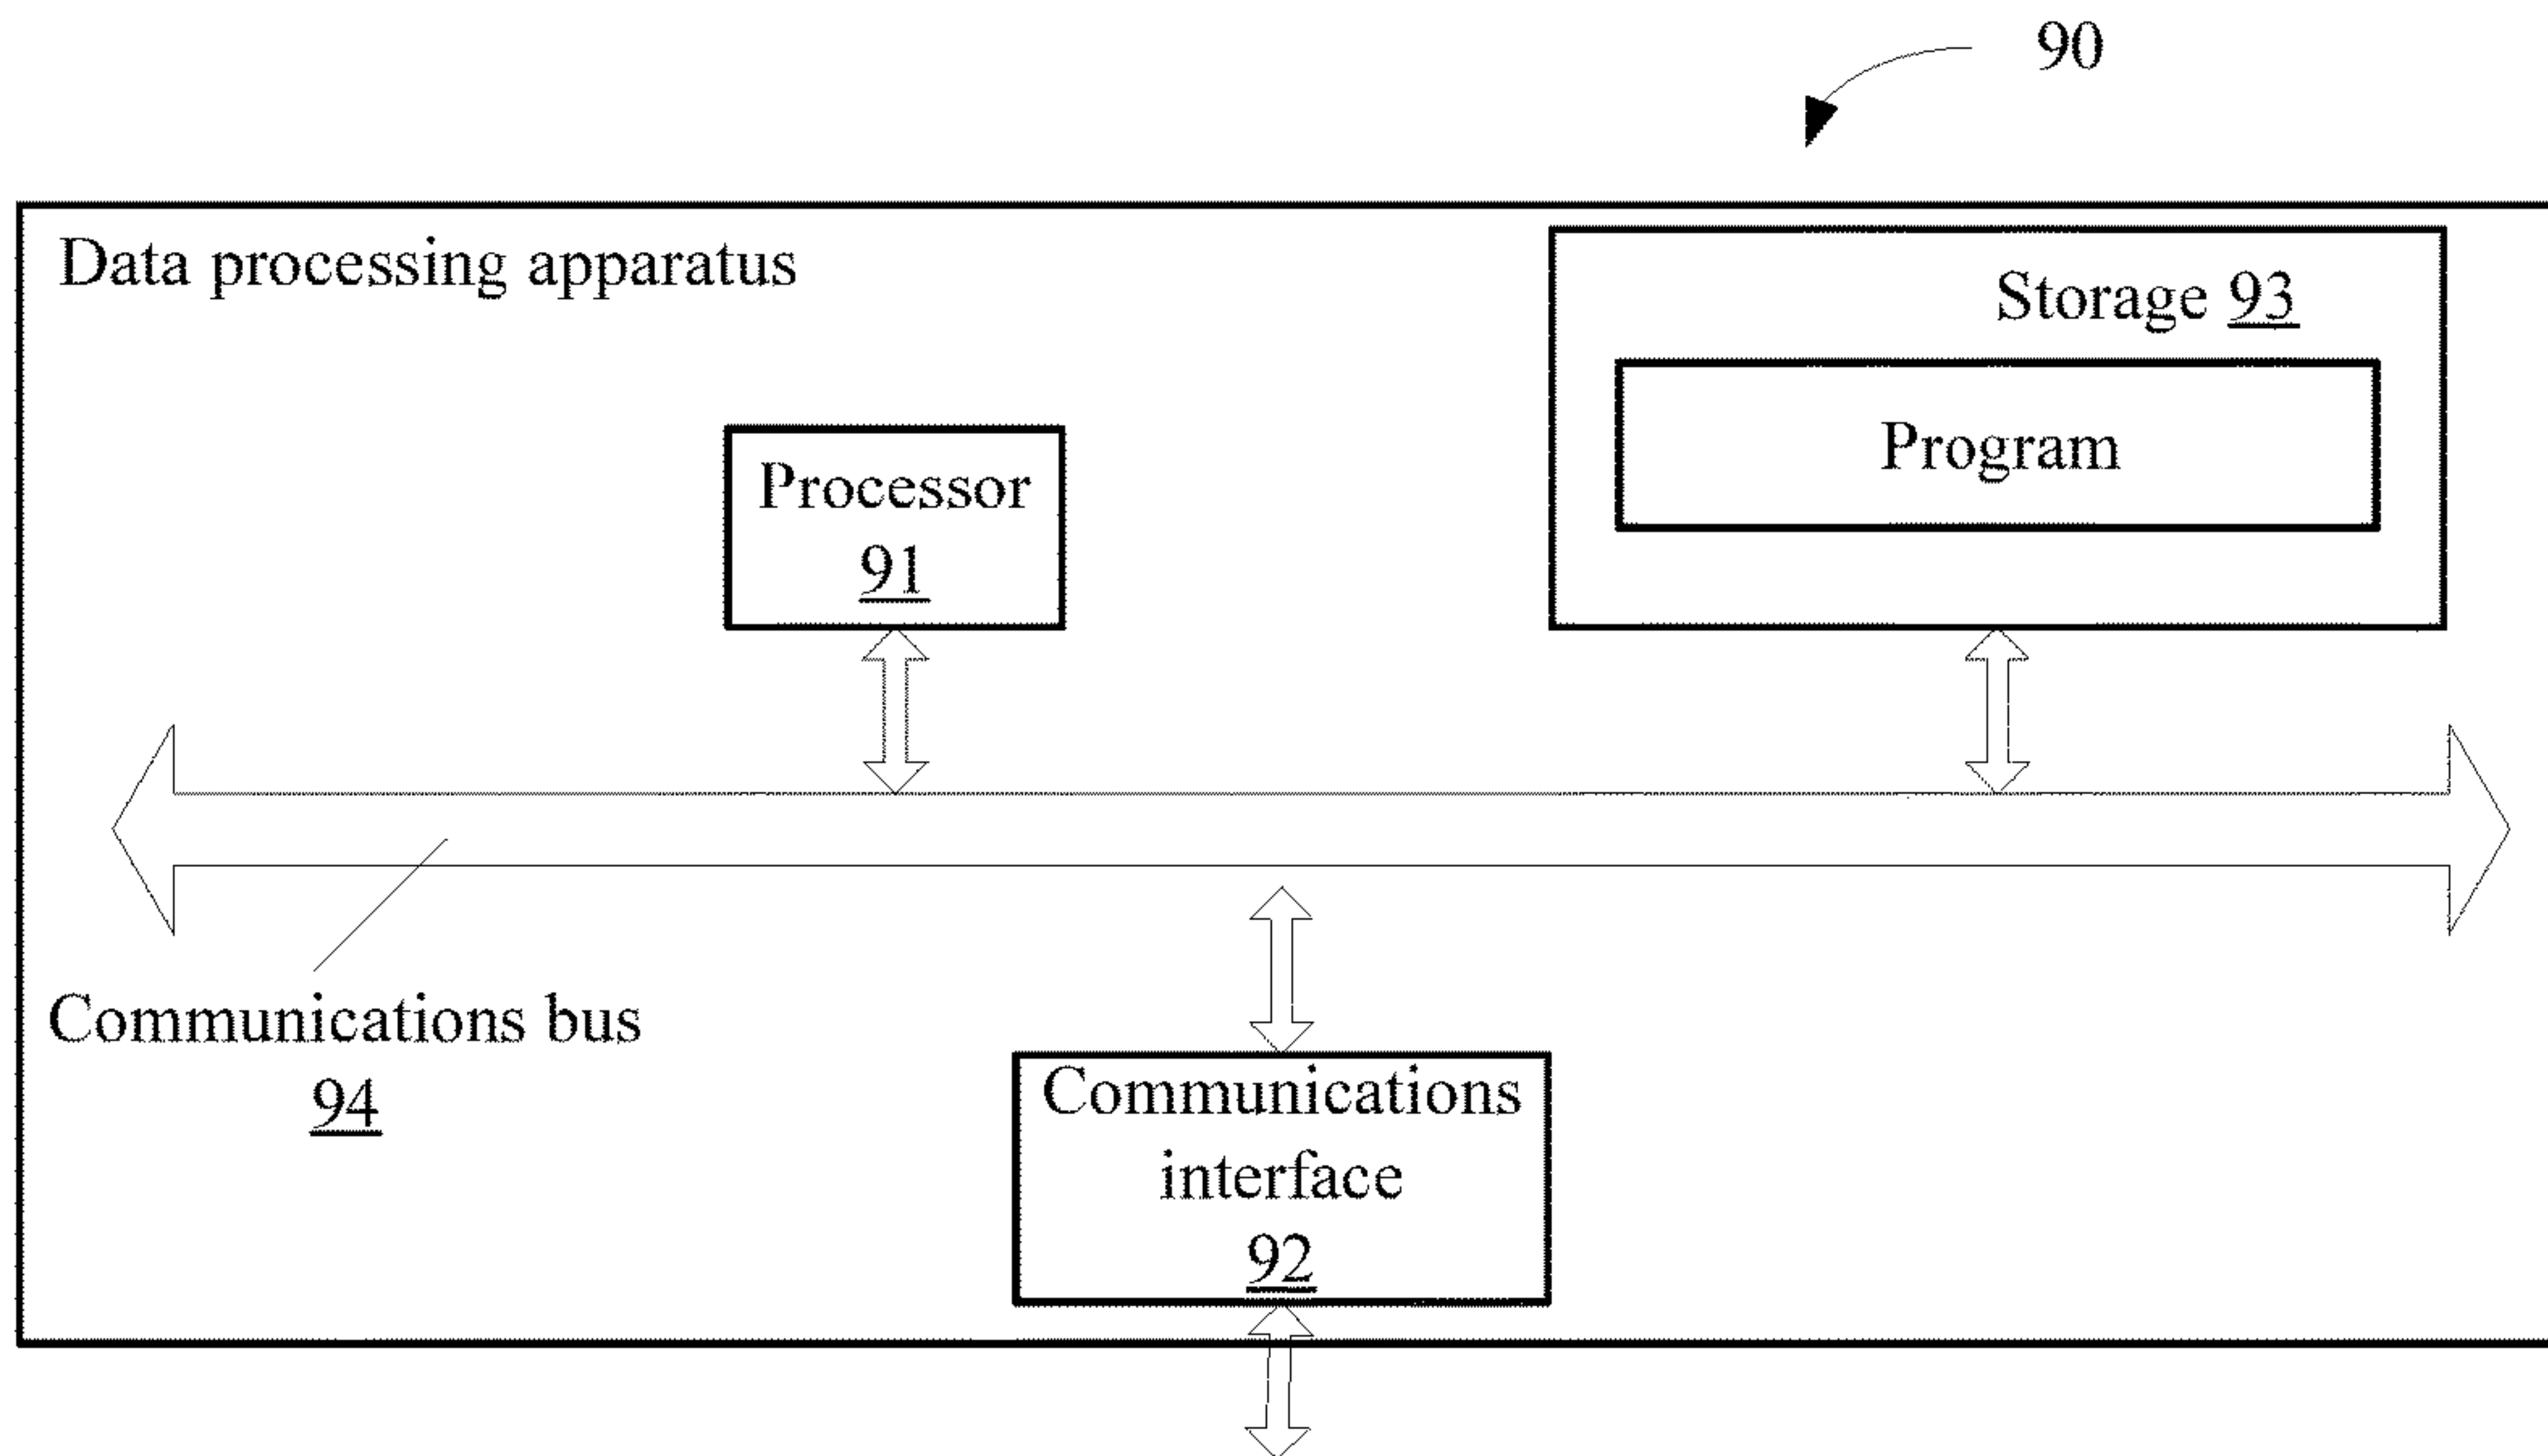 90
Data processing apparatus
Storage 93
Program
Processor
91
Communications bus
94
Communications
interface
92